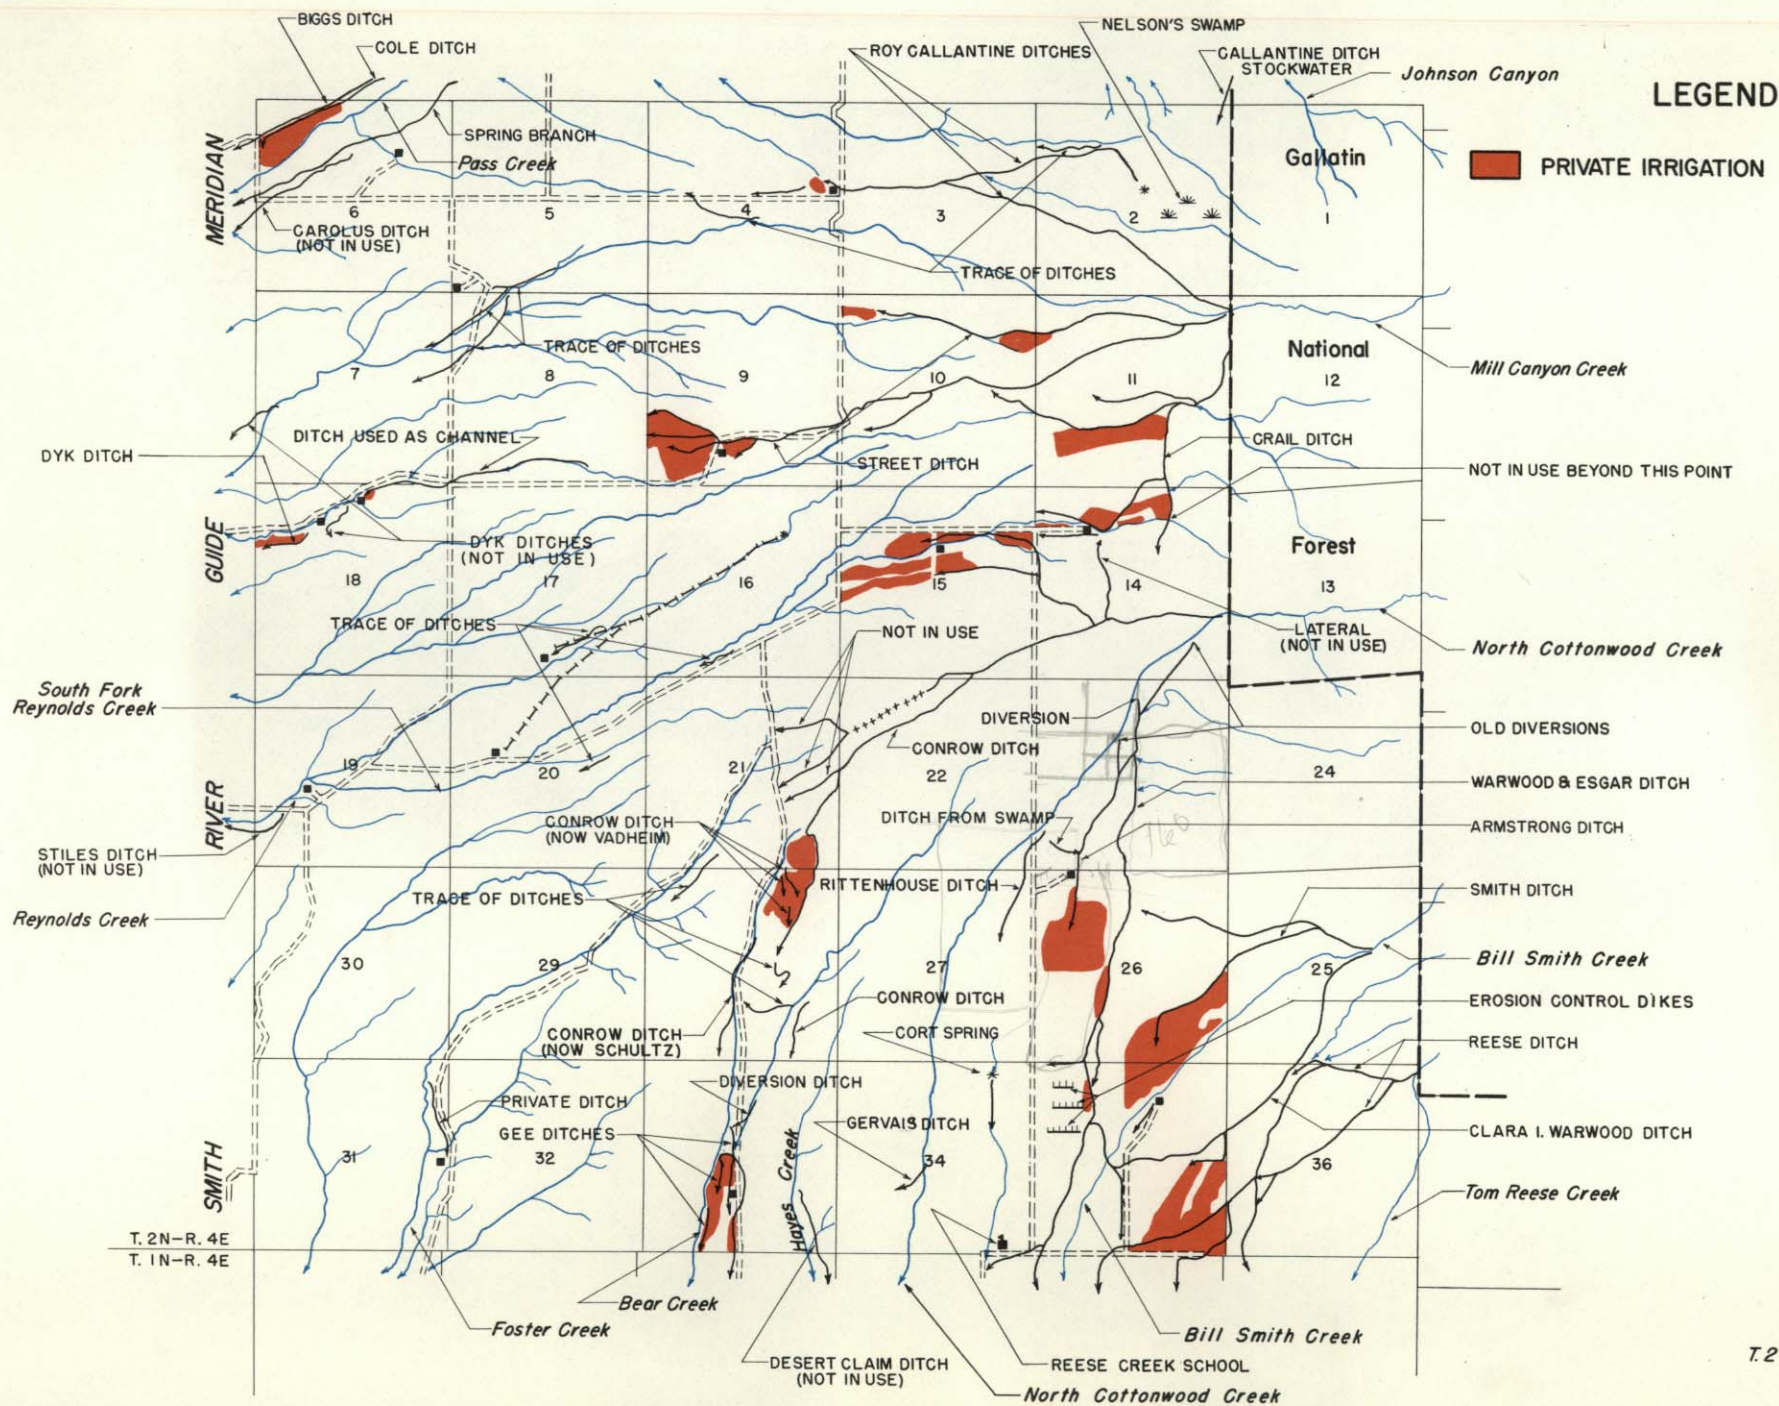 BIGGS DITCH
COLE DITCH
ROY GALLANTINE DITCHES
NELSON'S SWAMP
GALLANTINE DITCH
STOCKWATER
Johnson Canyon
LEGEND
PRIVATE IRRIGATION
SPRING BRANCH
Pass Creek
Gallatin
MERIDIAN
6
5
4
3
2
1
CAROLUS DITCH
(NOT IN USE)
TRACE OF DITCHES
TRACE OF DITCHES
National
Mill Canyon Creek
7
8
9
10
11
12
DITCH USED AS CHANNEL
DYK DITCH
STREET DITCH
CRAIL DITCH
NOT IN USE BEYOND THIS POINT
GUIDE
DYK DITCHES
(NOT IN USE)
Forest
18
17
16
15
14
13
TRACE OF DITCHES
NOT IN USE
LATERAL
(NOT IN USE)
North Cottonwood Creek
South Fork
Reynolds Creek
DIVERSION
OLD DIVERSIONS
CONROW DITCH
19
20
21
22
24
WARWOOD & ESGAR DITCH
RIVER
CONROW DITCH
(NOW VADHEIM)
DITCH FROM SWAMP
ARMSTRONG DITCH
160
STILES DITCH
(NOT IN USE)
TRACE OF DITCHES
RITTENHOUSE DITCH
SMITH DITCH
Reynolds Creek
30
29
27
26
25
Bill Smith Creek
CONROW DITCH
EROSION CONTROL DIKES
CONROW DITCH
(NOW SCHULTZ)
CORT SPRING
REESE DITCH
DIVERSION DITCH
PRIVATE DITCH
GEE DITCHES
GERVAIS DITCH
CLARA I. WARWOOD DITCH
31
32
34
36
Hayes Creek
SMITH
Tom Reese Creek
T. 2N-R. 4E
T. 1N-R. 4E
Bear Creek
Foster Creek
Bill Smith Creek
DESERT CLAIM DITCH
(NOT IN USE)
REESE CREEK SCHOOL
North Cottonwood Creek
T.2